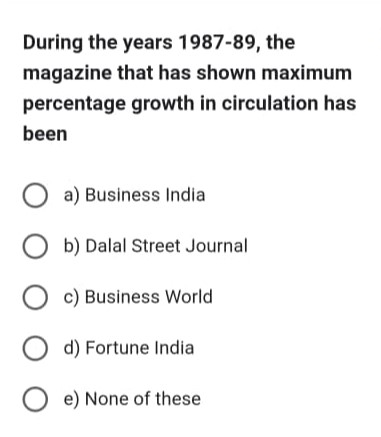 During the years 1987-89, the
magazine that has shown maximum
percentage growth in circulation has
been
a) Business India
b) Dalal Street Journal
c) Business World
d) Fortune India
e) None of these